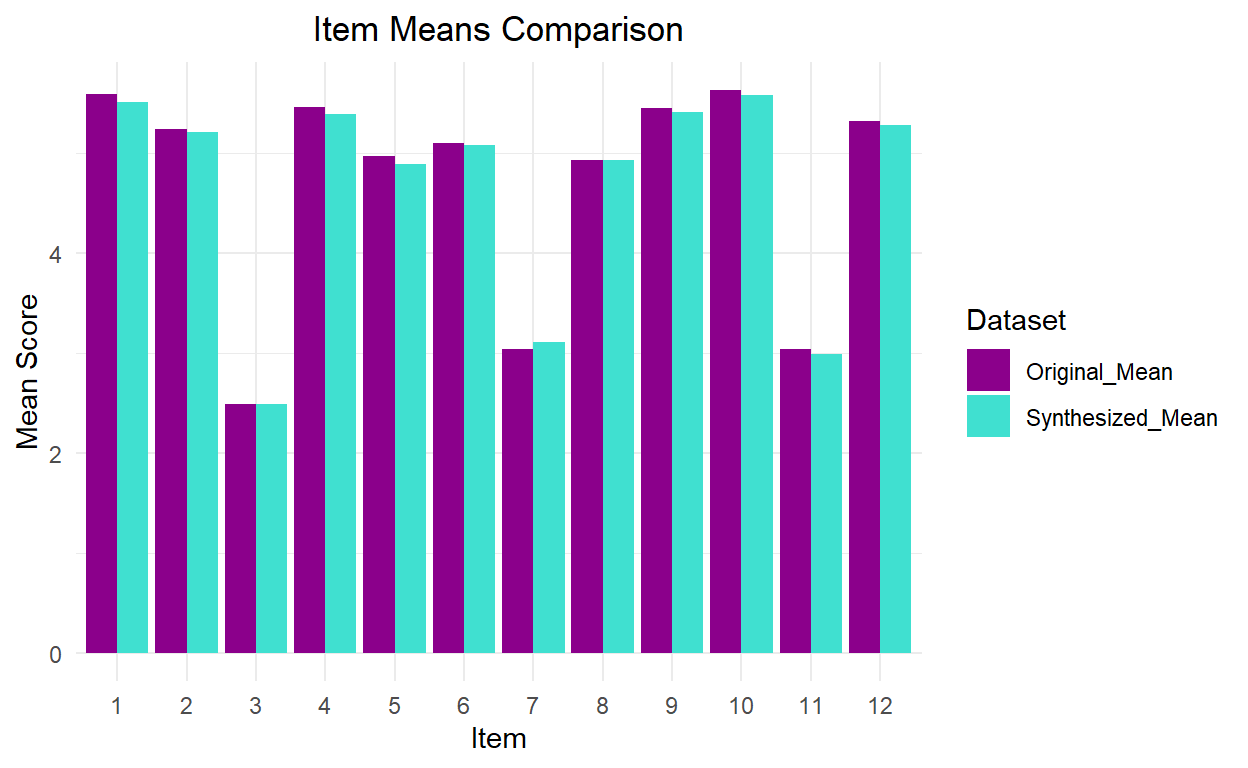 Item Means Comparison
Mean Score
4
2
0
1 2 3 4 5 6 7 8 9 10 11 12
Item
Dataset
Original_Mean
Synthesized_Mean